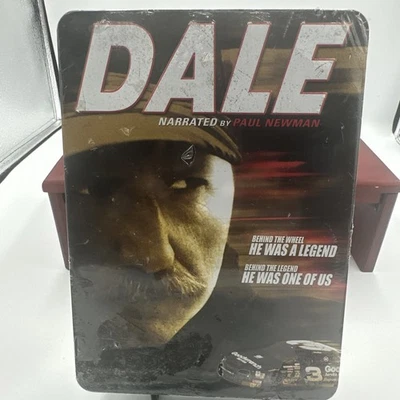 DALE
NARRATED BY PAUL NEWMAN
BEHIND THE WHEEL
HE WAS A LEGEND
BEHIND THE LEGEND
HE WAS ONE OF US
3